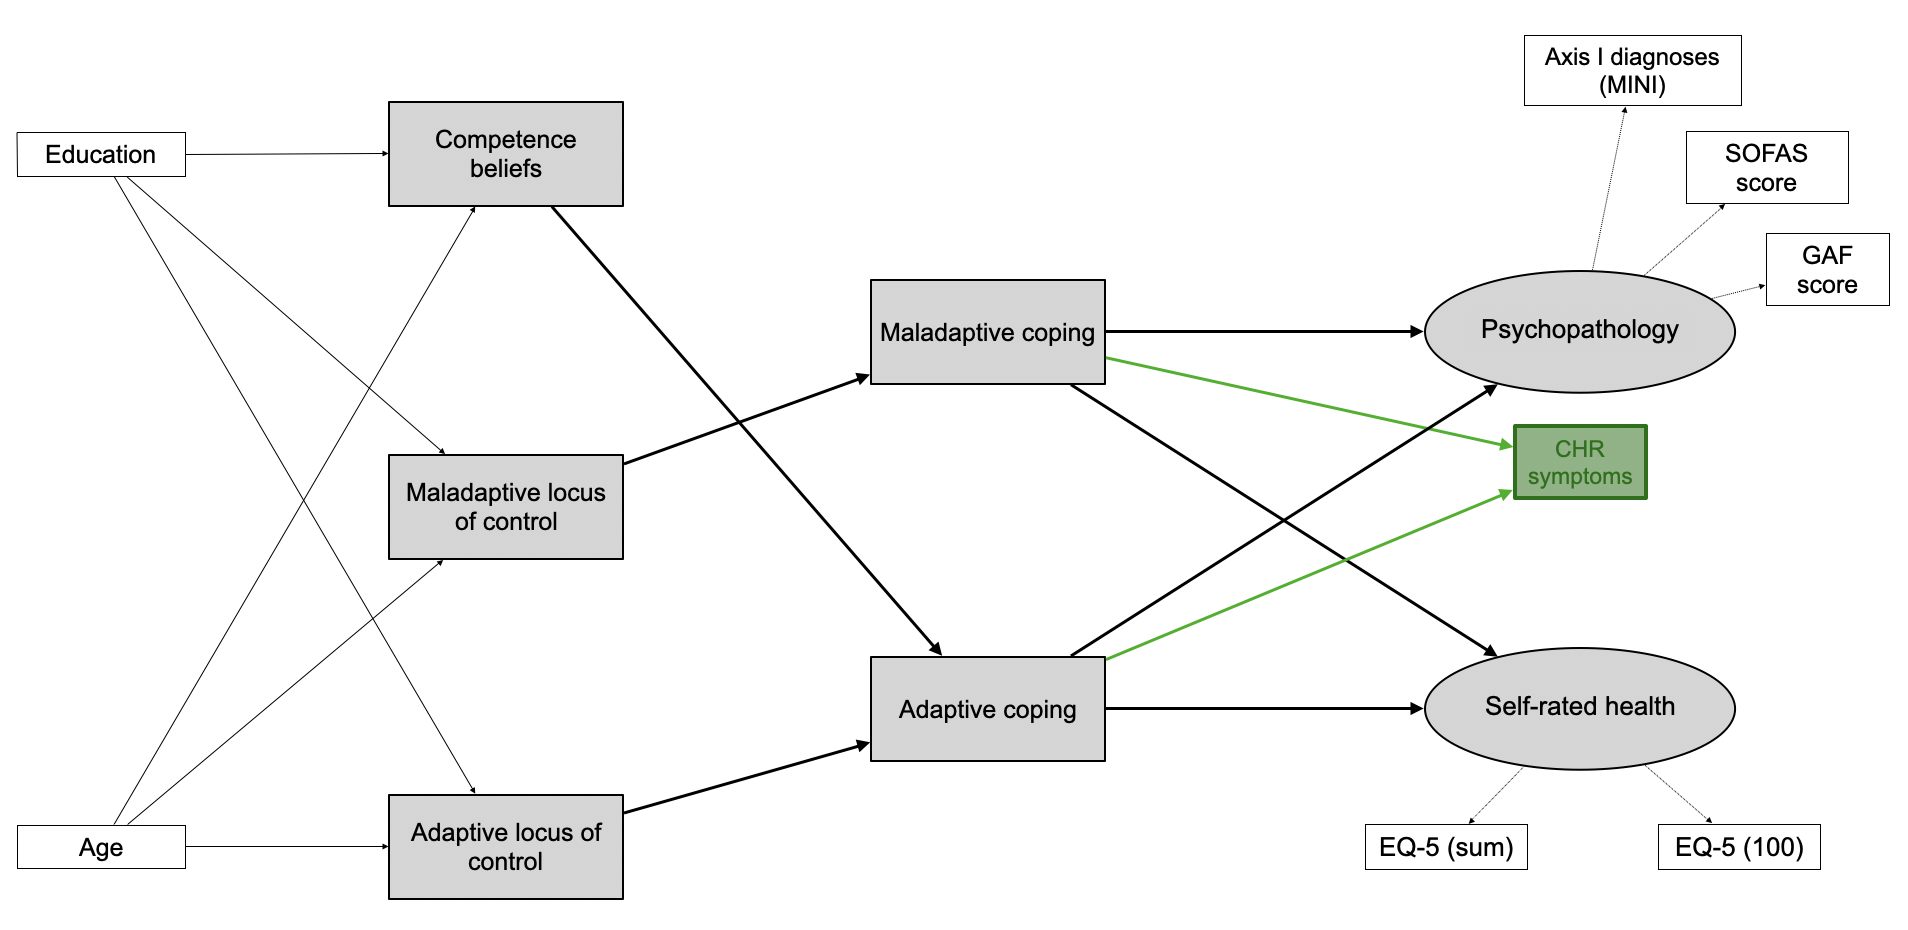 Axis I diagnoses
(MINI)
Education
Competence
beliefs
SOFAS
score
GAF
score
Maladaptive coping
Psychopathology
CHR
symptoms
Maladaptive locus
of control
Adaptive coping
Self-rated health
Age
Adaptive locus of
control
EQ-5 (sum)
EQ-5 (100)